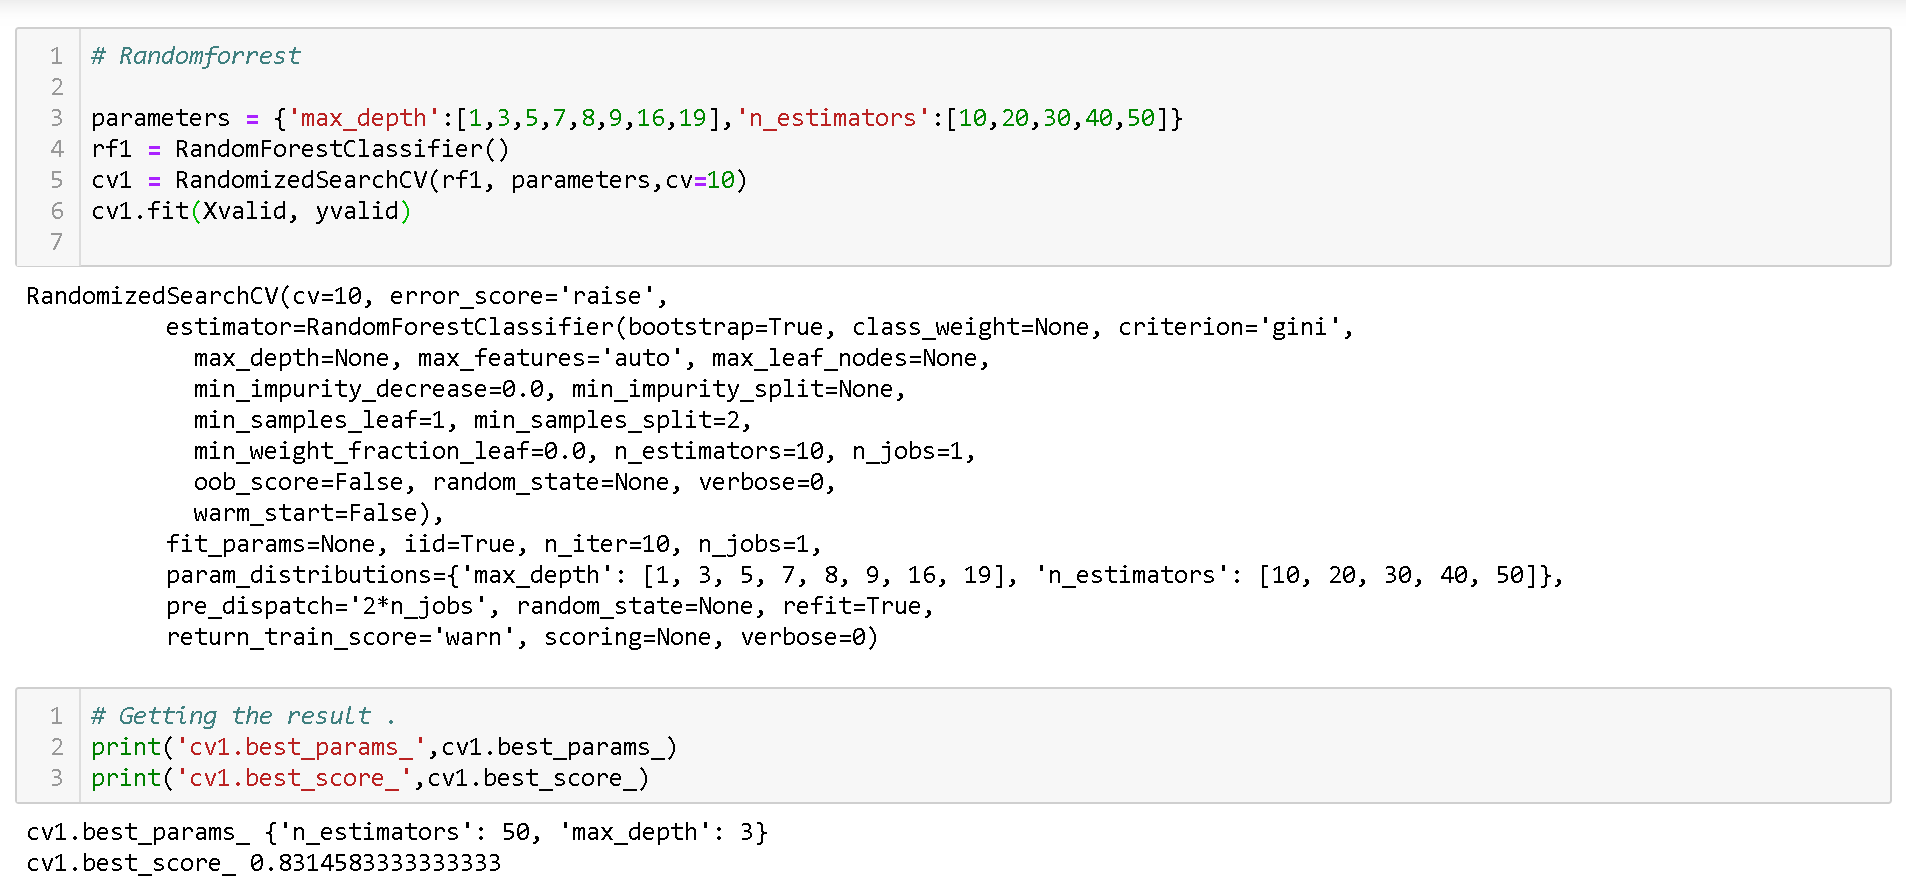 1 # Randomforrest
2
3 parameters = {'max_depth':[1,3,5,7,8,9,16,19],'n_estimators':[10,20,30,40,50]}
4 rf1 = RandomForestClassifier()
5 cv1 = RandomizedSearchCV(rf1, parameters,cv=10)
6 cv1.fit(Xvalid, yvalid)
7
RandomizedSearchCV(cv=10, error_score='raise',
          estimator=RandomForestClassifier(bootstrap=True, class_weight=None, criterion='gini',
            max_depth=None, max_features='auto', max_leaf_nodes=None,
            min_impurity_decrease=0.0, min_impurity_split=None,
            min_samples_leaf=1, min_samples_split=2,
            min_weight_fraction_leaf=0.0, n_estimators=10, n_jobs=1,
            oob_score=False, random_state=None, verbose=0,
            warm_start=False),
          fit_params=None, iid=True, n_iter=10, n_jobs=1,
          param_distributions={'max_depth': [1, 3, 5, 7, 8, 9, 16, 19], 'n_estimators': [10, 20, 30, 40, 50]},
          pre_dispatch='2*n_jobs', random_state=None, refit=True,
          return_train_score='warn', scoring=None, verbose=0)
1 # Getting the result .
2 print('cv1.best_params_',cv1.best_params_)
3 print('cv1.best_score_',cv1.best_score_)
cv1.best_params_ {'n_estimators': 50, 'max_depth': 3}
cv1.best_score_ 0.8314583333333333